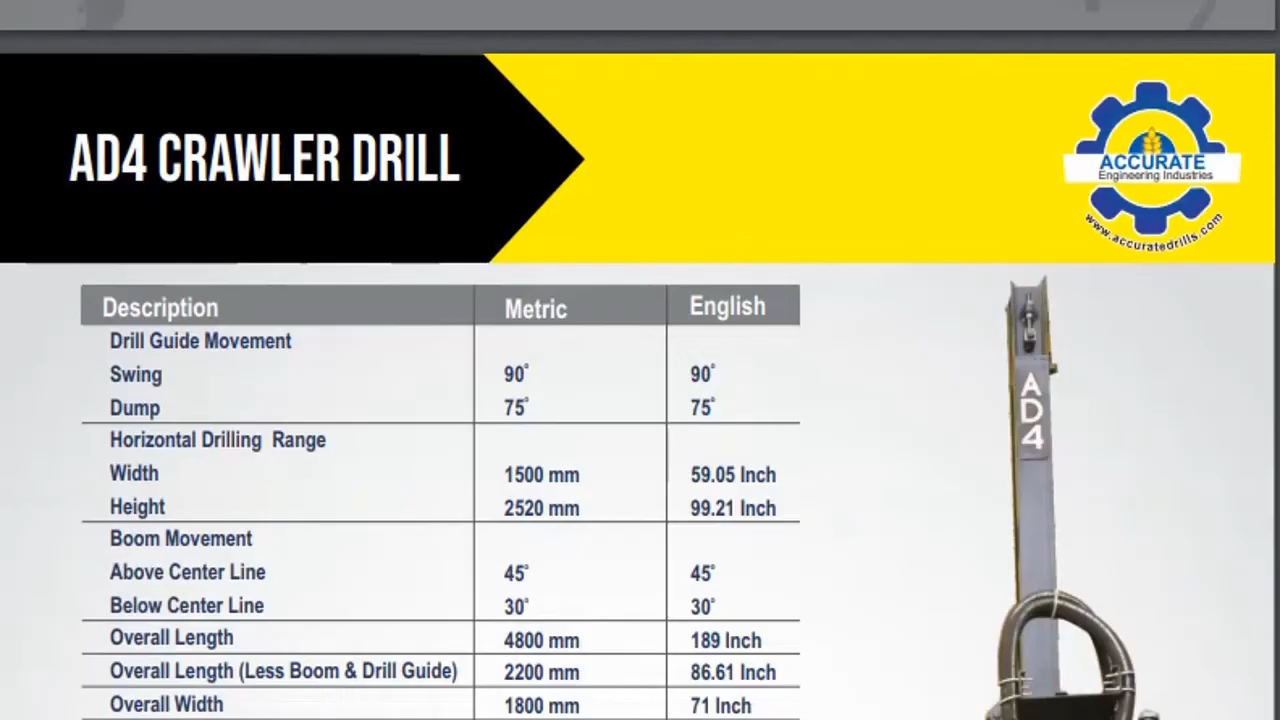 AD4 CRAWLER DRILL
ACCURATE
Engineering Industries
www.accuratedrills.com
Description Metric English
Drill Guide Movement
Swing 90° 90°
Dump 75° 75°
Horizontal Drilling Range
Width 1500 mm 59.05 Inch
Height 2520 mm 99.21 Inch
Boom Movement
Above Center Line 45° 45°
Below Center Line 30° 30°
Overall Length 4800 mm 189 Inch
Overall Length (Less Boom & Drill Guide) 2200 mm 86.61 Inch
Overall Width 1800 mm 71 Inch
A
D
4